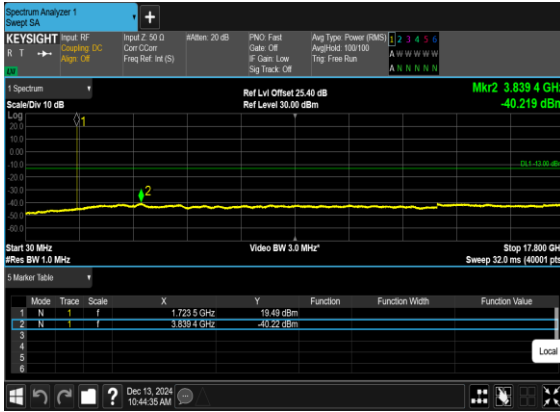 Spectrum Analyzer 1
Swept SA
+
KEYSIGHT Input: RF Input Z: 50 Ω #Atten: 20 dB PNO: Fast Avg Type: Power (RMS) 1 2 3 4 5 6
R T Coupling: DC Corr CCorr Gate: Off Avg|Hold: 100/100 A W W W W W
Align: Off Freq Ref: Int (S) IF Gain: Low Trig: Free Run
Sig Track: Off A N N N N N
1 Spectrum
Scale/Div 10 dB
Ref Lvl Offset 25.40 dB
Ref Level 30.00 dBm
Mkr2 3.839 4 GHz
-40.219 dBm
Log
20.0
10.0
0.00
-10.0
-20.0
-30.0
-40.0
-50.0
-60.0
1
2
DL1 -13.00 dBm
Start 30 MHz Video BW 3.0 MHz* Stop 17.800 GHz
#Res BW 1.0 MHz Sweep 32.0 ms (40001 pts)
5 Marker Table
Mode Trace Scale X Y Function Function Width Function Value
1 N 1 f 1.723 5 GHz 19.49 dBm
2 N 1 f 3.839 4 GHz -40.22 dBm
3
4
5
6
Local
?
Dec 13, 2024
10:44:35 AM